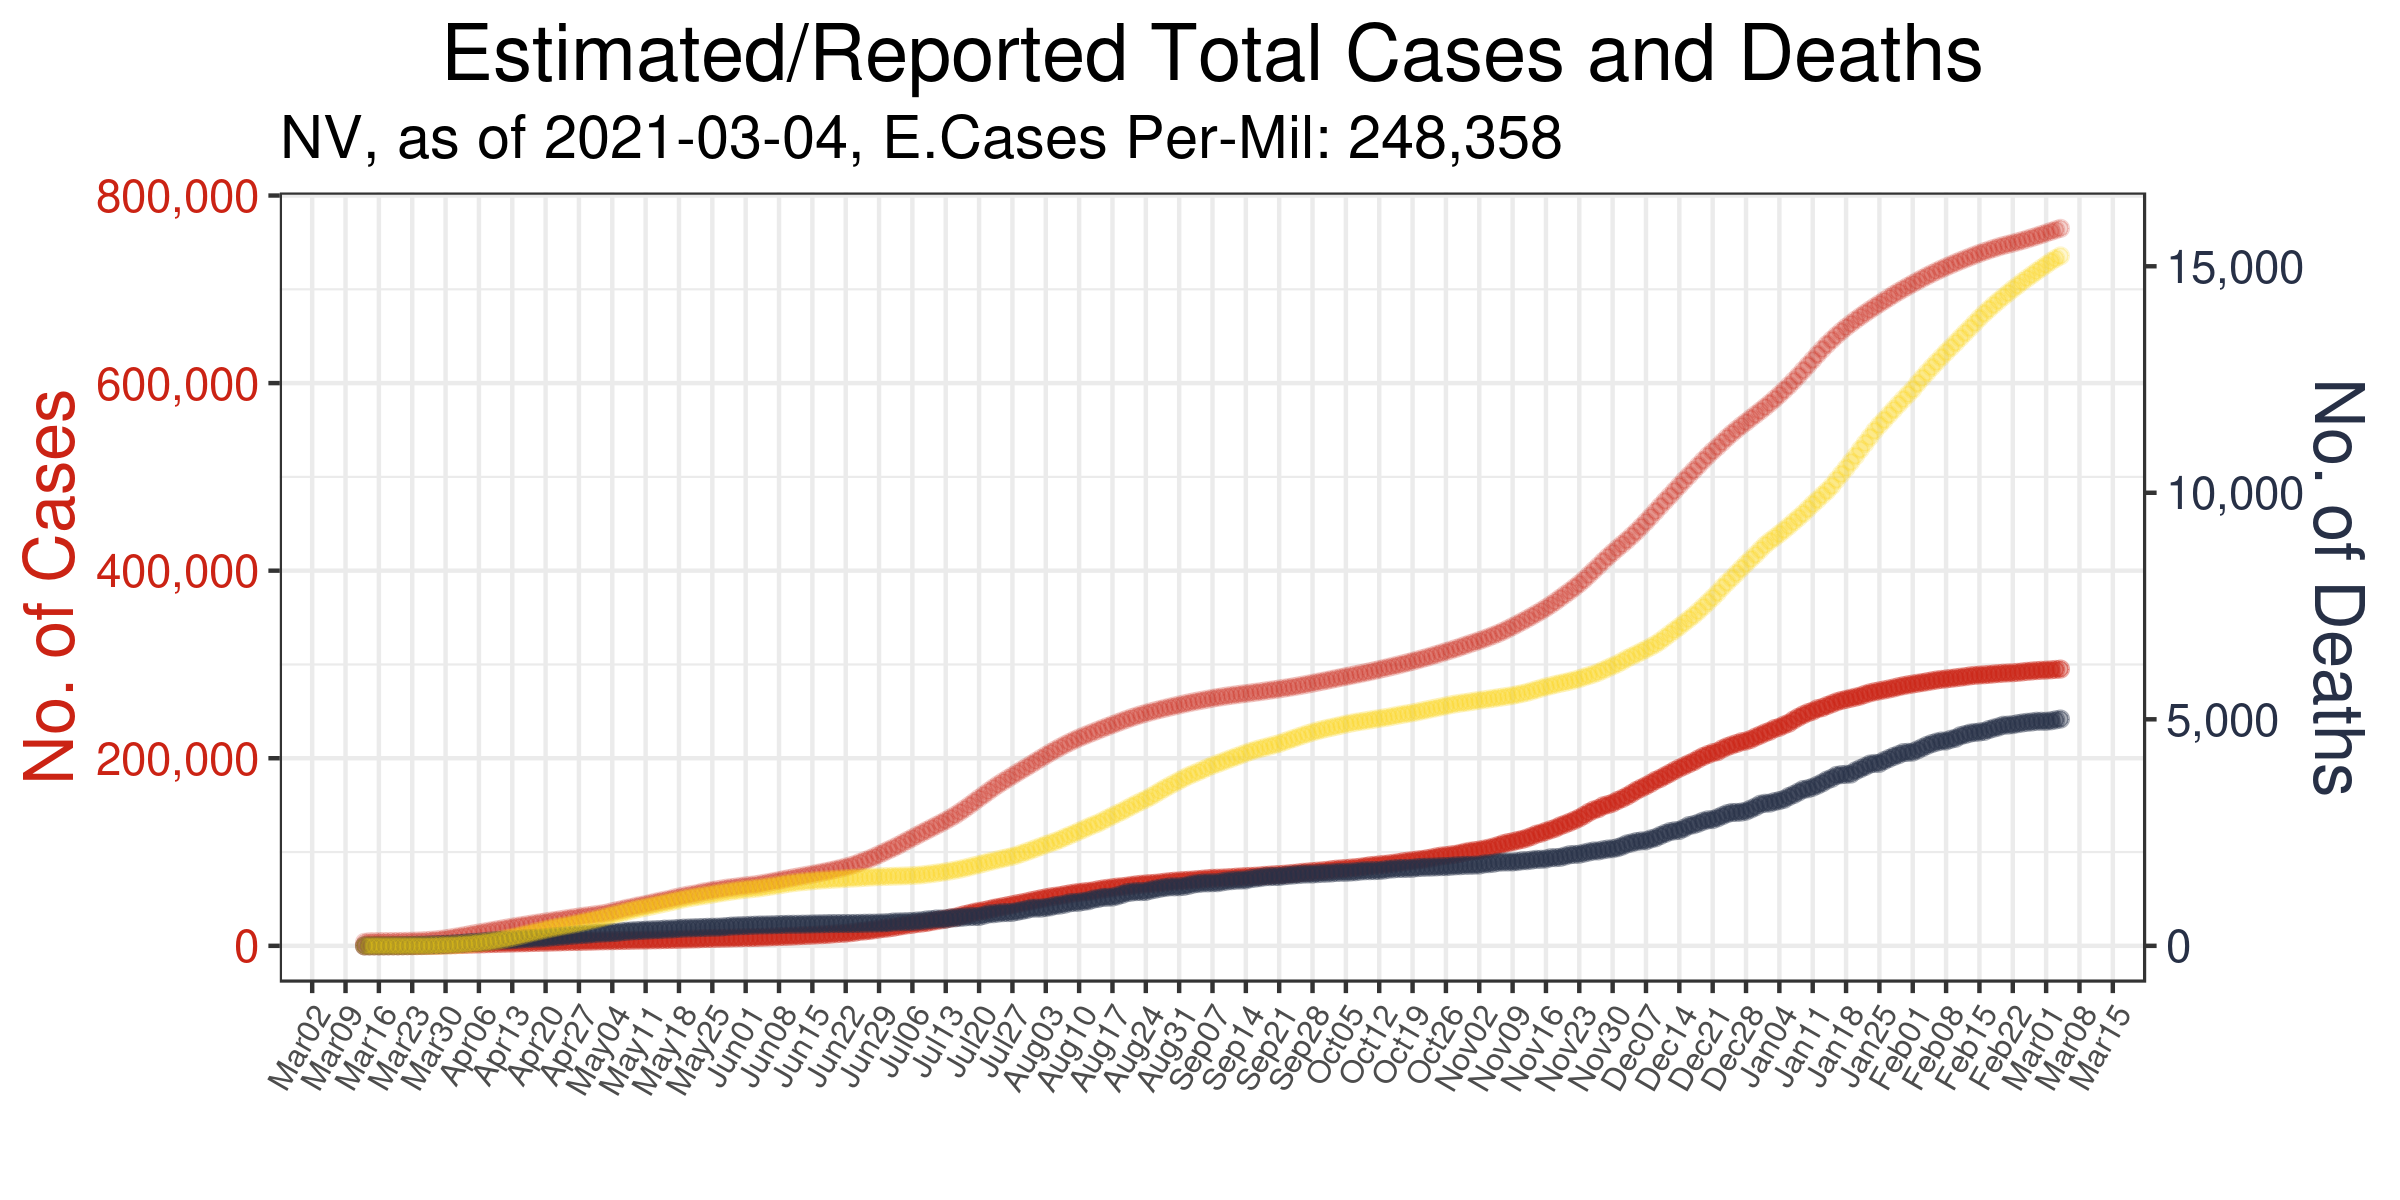 Estimated/Reported Total Cases and Deaths
NV, as of 2021-03-04, E.Cases Per-Mil: 248,358
No. of Cases
800,000
600,000
400,000
200,000
0
15,000
10,000
5,000
0
No. of Deaths
Mar02
Mar09
Mar16
Mar23
Mar30
Apr06
Apr13
Apr20
Apr27
May04
May11
May18
May25
Jun01
Jun08
Jun15
Jun22
Jun29
Jul06
Jul13
Jul20
Jul27
Aug03
Aug10
Aug17
Aug24
Aug31
Sep07
Sep14
Sep21
Sep28
Oct05
Oct12
Oct19
Oct26
Nov02
Nov09
Nov16
Nov23
Nov30
Dec07
Dec14
Dec21
Dec28
Jan04
Jan11
Jan18
Jan25
Feb01
Feb08
Feb15
Feb22
Mar01
Mar08
Mar15